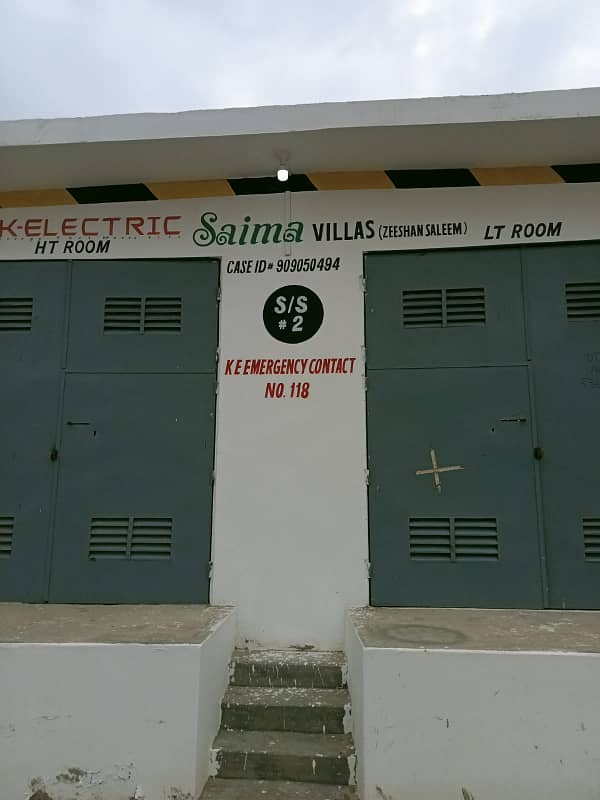 K-ELECTRIC Saima VILLAS (ZEESHAN SALEEM) LT ROOM
HT ROOM
CASE ID# 909050494
S/S
# 2
K E EMERGENCY CONTACT
NO. 118